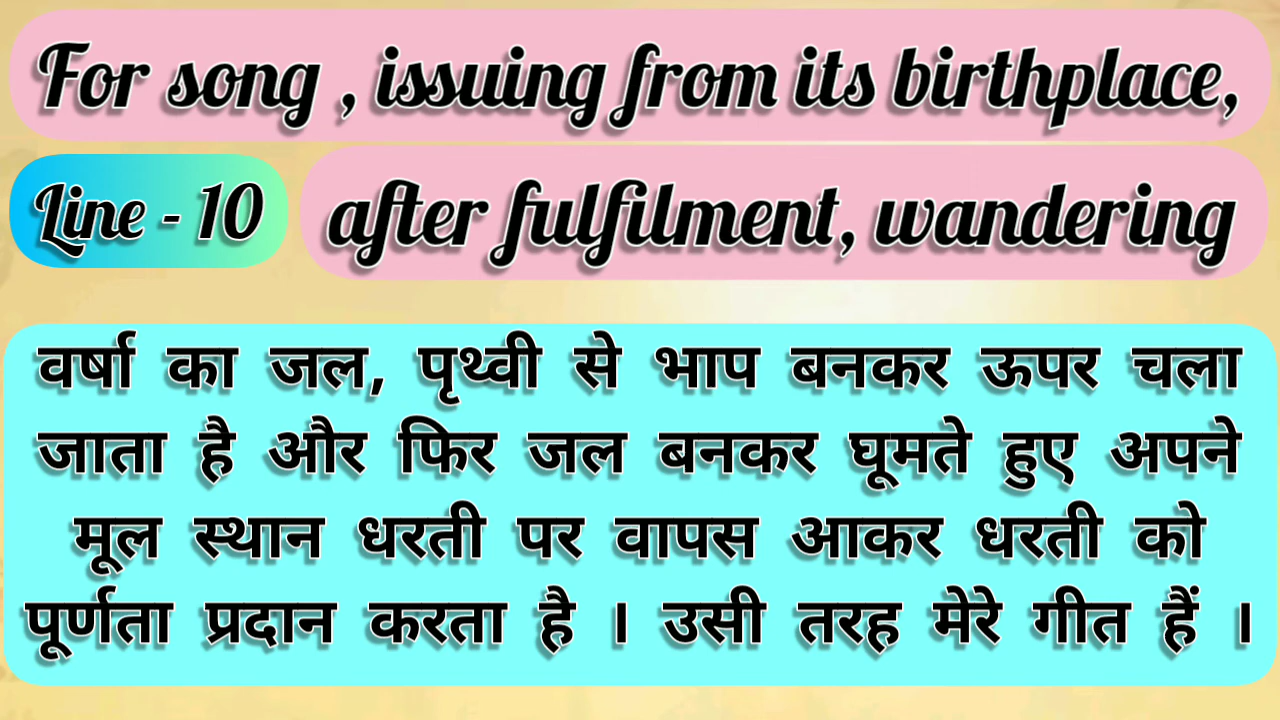 For song , issuing from its birthplace,
Line - 10
after fulfilment, wandering
वर्षा का जल, पृथ्वी से भाप बनकर ऊपर चला
जाता है और फिर जल बनकर घूमते हुए अपने
मूल स्थान धरती पर वापस आकर धरती को
पूर्णता प्रदान करता है । उसी तरह मेरे गीत हैं ।